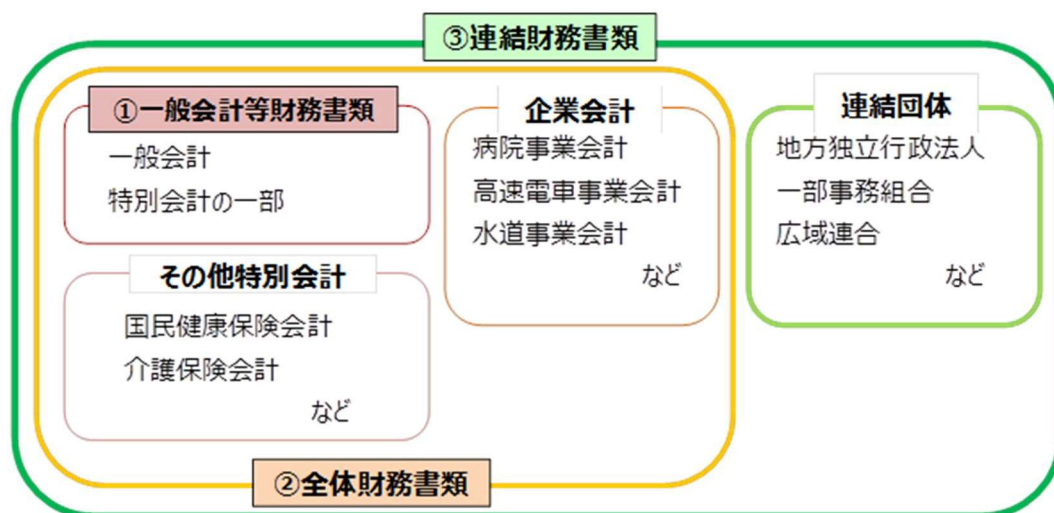 ③連結財務書類
①一般会計等財務書類
一般会計
特別会計の一部
その他特別会計
国民健康保険会計
介護保険会計
など
企業会計
病院事業会計
高速電車事業会計
水道事業会計
など
②全体財務書類
連結団体
地方独立行政法人
一部事務組合
広域連合
など